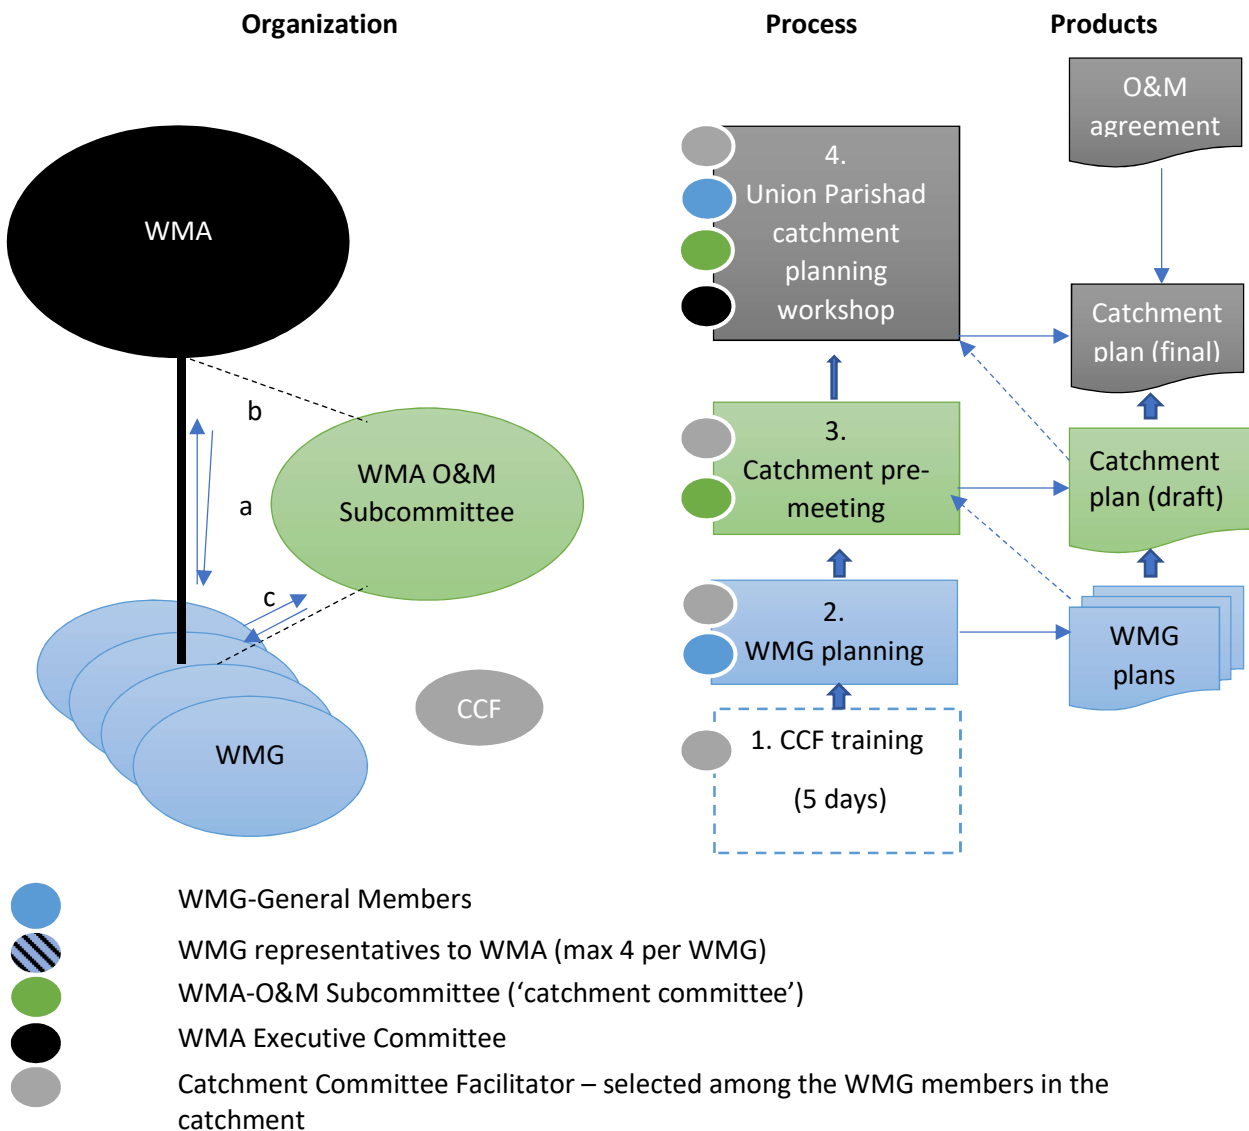 Organization
Process
Products
WMA
b
a
c
WMA O&M
Subcommittee
WMG
CCF
4.
Union Parishad
catchment
planning
workshop
3.
Catchment pre-
meeting
2.
WMG planning
1. CCF training
(5 days)
O&M
agreement
Catchment
plan (final)
Catchment
plan (draft)
WMG
plans
WMG-General Members
WMG representatives to WMA (max 4 per WMG)
WMA-O&M Subcommittee (‘catchment committee’)
WMA Executive Committee
Catchment Committee Facilitator – selected among the WMG members in the
catchment